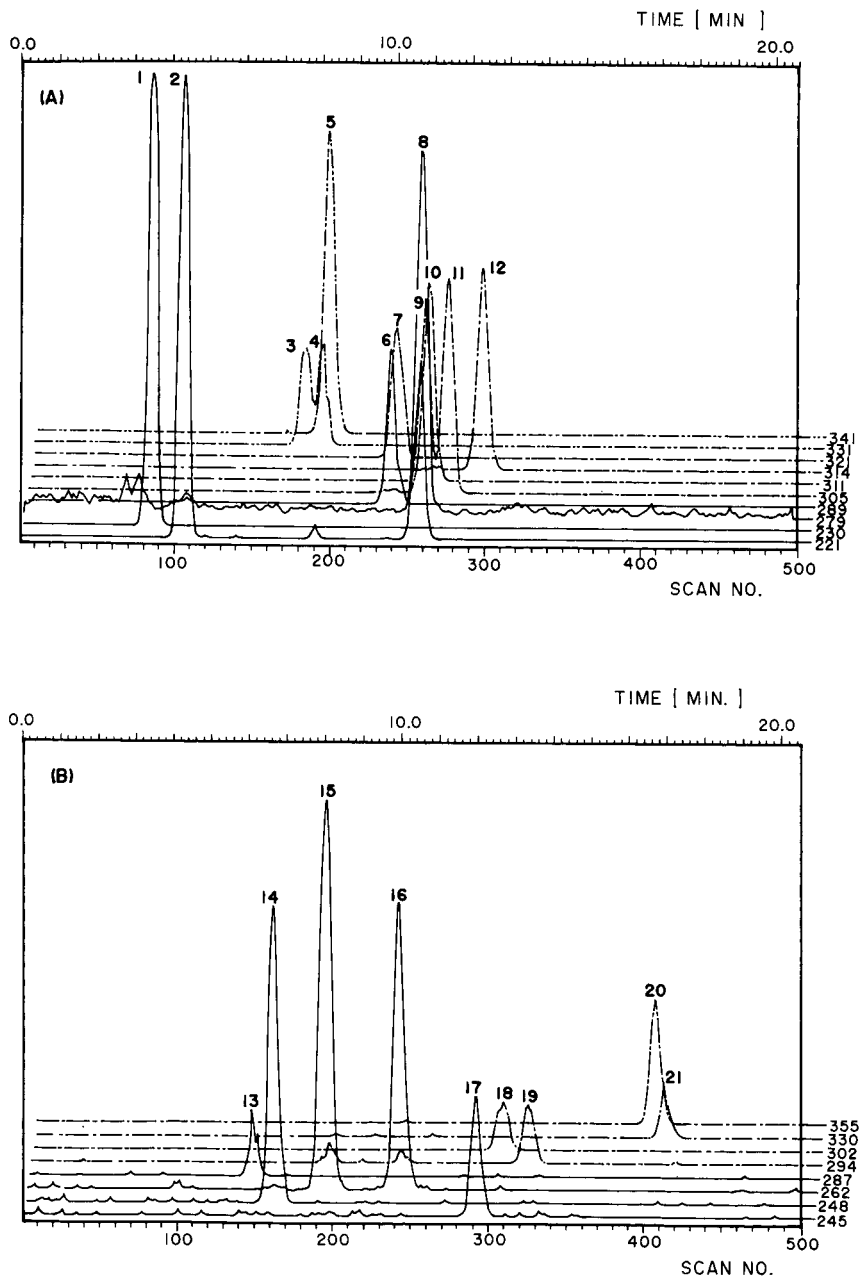 TIME [ MIN ]
0.0 10.0 20.0
(A)
1 2
5
8
10 11 12
9
3 4 7
6
341
331
321
314
311
305
289
279
230
221
100 200 300 400 500
SCAN NO.
TIME [ MIN. ]
0.0 10.0 20.0
(B)
15
14 16
20
21
13 17 18 19
355
330
302
294
287
262
248
245
100 200 300 400 500
SCAN NO.